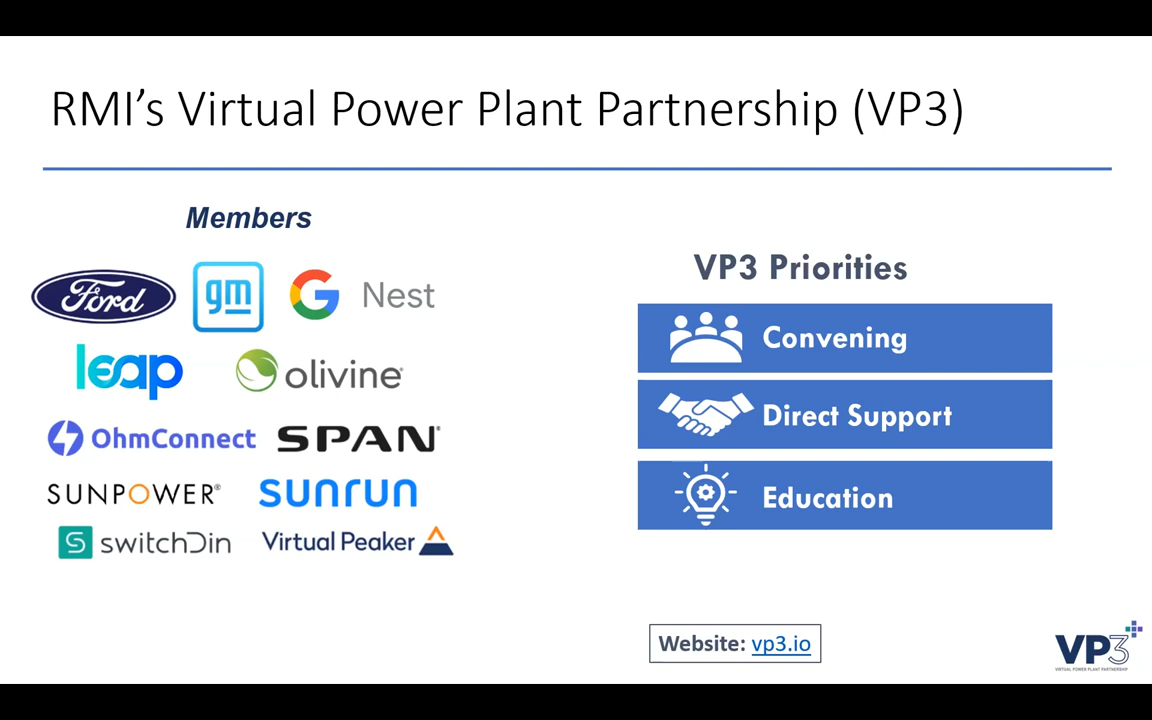 RMI's Virtual Power Plant Partnership (VP3)
Members
Ford gm G Nest
leap olivine
OhmConnect SPAN®
SUNPOWER® sunrun
S switchDin Virtual Peaker
VP3 Priorities
Convening
Direct Support
Education
Website: vp3.io
VP3
VIRTUAL POWER PLANT PARTNERSHIP